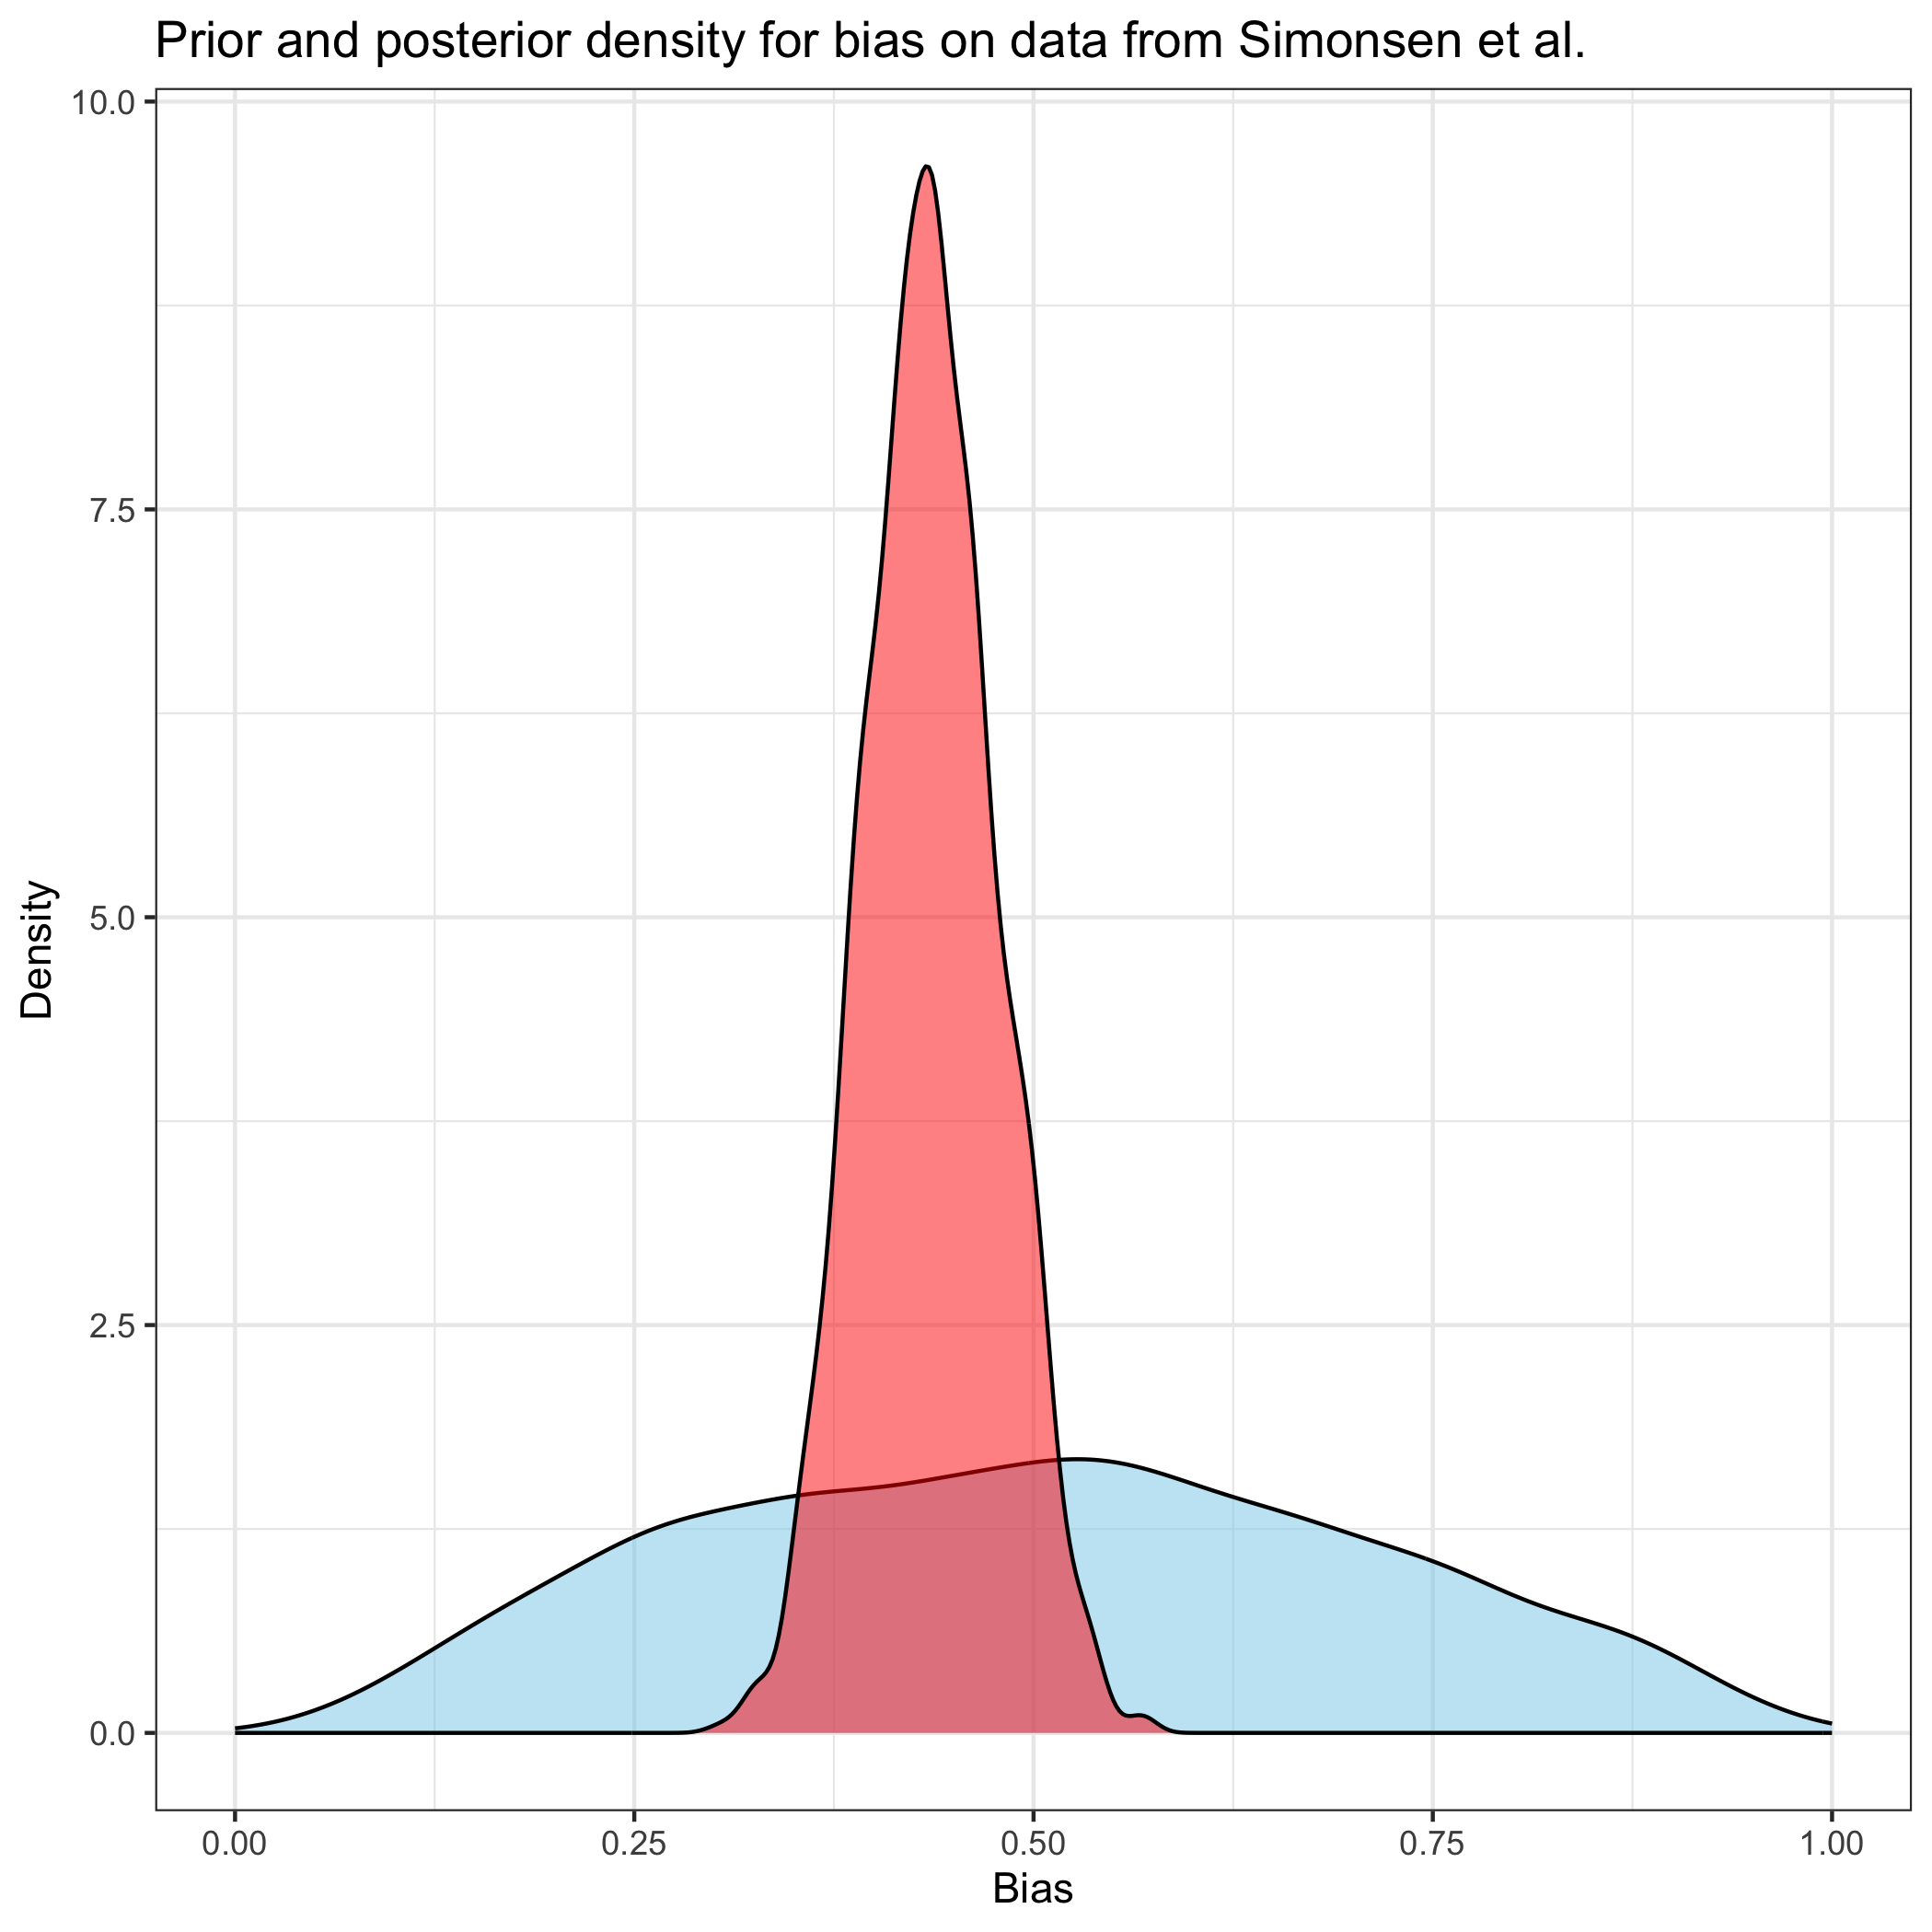 Prior and posterior density for bias on data from Simonsen et al.
10.0
7.5
5.0
2.5
0.0
Density
0.00 0.25 0.50 0.75 1.00
Bias